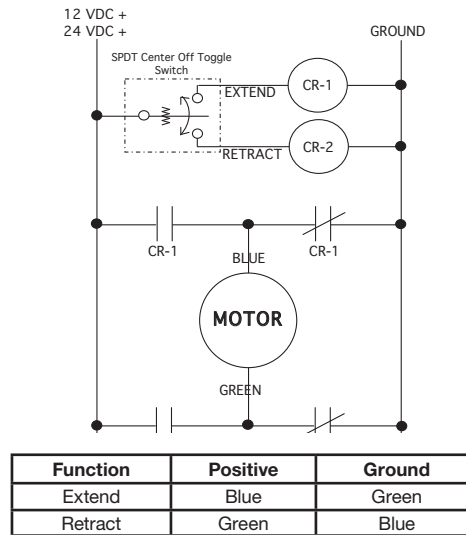 12 VDC +
24 VDC +
GROUND
SPDT Center Off Toggle
Switch
EXTEND
CR-1
RETRACT
CR-2
CR-1
CR-1
BLUE
MOTOR
GREEN
Function Positive Ground
Extend Blue Green
Retract Green Blue